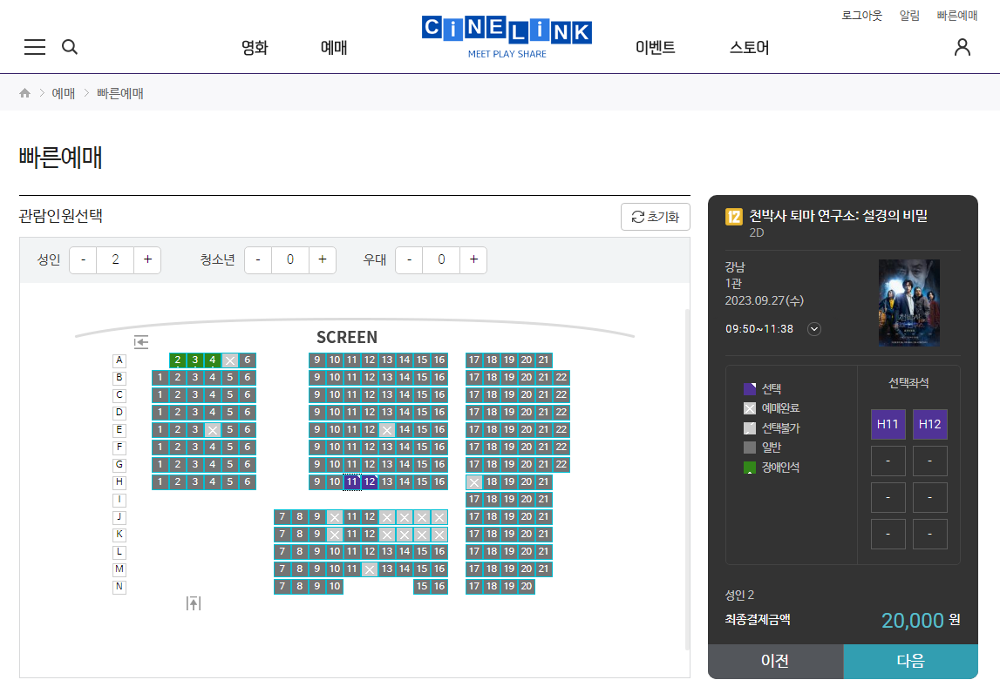 로그아웃 알림 빠른예매
영화 예매 CiNELiNK 이벤트 스토어
MEET PLAY SHARE
예매 빠른예매
빠른예매
관람인원선택 초기화
성인 - 2 + 청소년 - 0 + 우대 - 0 +
SCREEN
A 2 3 4 6 9 10 11 12 13 14 15 16 17 18 19 20 21
B 1 2 3 4 5 6 9 10 11 12 13 14 15 16 17 18 19 20 21 22
C 1 2 3 4 5 6 9 10 11 12 13 14 15 16 17 18 19 20 21 22
D 1 2 3 4 5 6 9 10 11 12 13 14 15 16 17 18 19 20 21 22
E 1 2 3 5 6 9 10 11 12 14 15 16 17 18 19 20 21 22
F 1 2 3 4 5 6 9 10 11 12 13 14 15 16 17 18 19 20 21 22
G 1 2 3 4 5 6 9 10 11 12 13 14 15 16 17 18 19 20 21 22
H 1 2 3 4 5 6 9 10 11 12 13 14 15 16 18 19 20 21
I 17 18 19 20 21
J 7 8 9 11 12 17 18 19 20 21
K 7 8 9 11 12 17 18 19 20 21
L 7 8 9 10 11 12 13 14 15 16 17 18 19 20 21
M 7 8 9 10 11 13 14 15 16 17 18 19 20 21
N 7 8 9 10 15 16 17 18 19 20
12 천박사 퇴마 연구소: 설경의 비밀
2D
강남
1관
2023.09.27(수)
09:50~11:38
천박사
선택
예매완료
선택불가
일반
장애인석
선택좌석
H11 H12
- -
- -
- -
성인 2
최종결제금액 20,000 원
이전 다음